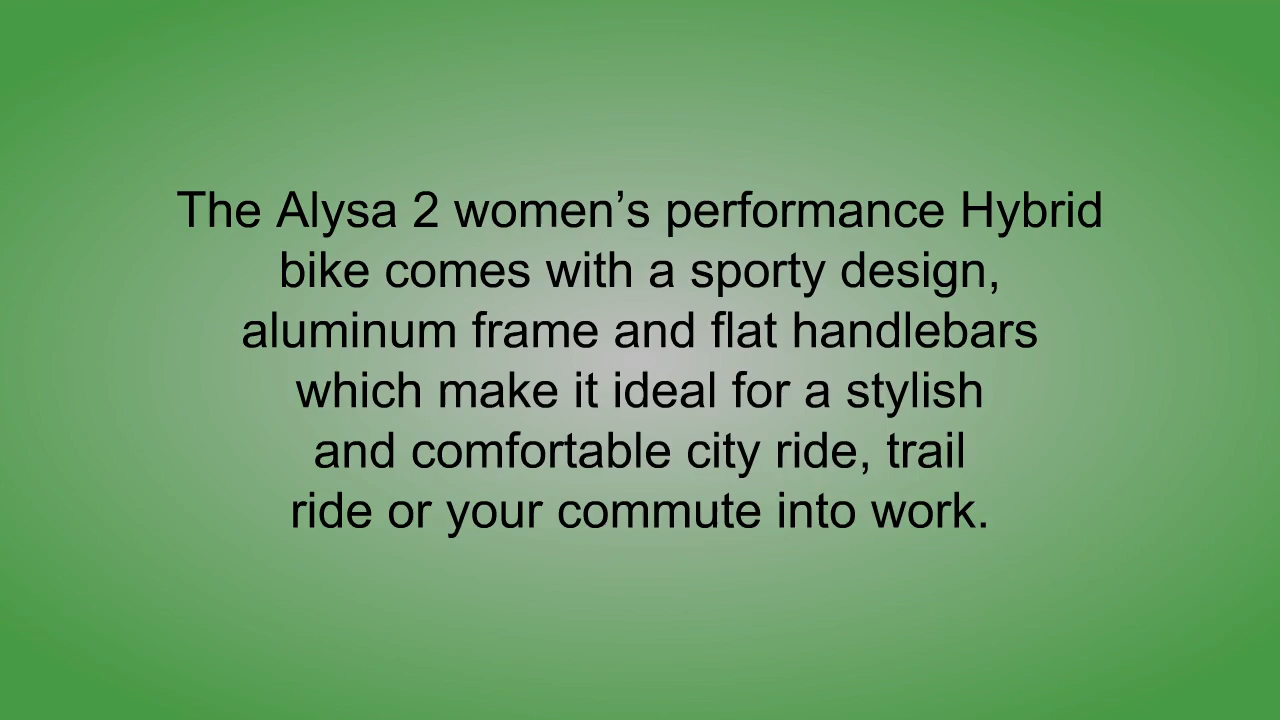 The Alysa 2 women’s performance Hybrid
bike comes with a sporty design,
aluminum frame and flat handlebars
which make it ideal for a stylish
and comfortable city ride, trail
ride or your commute into work.